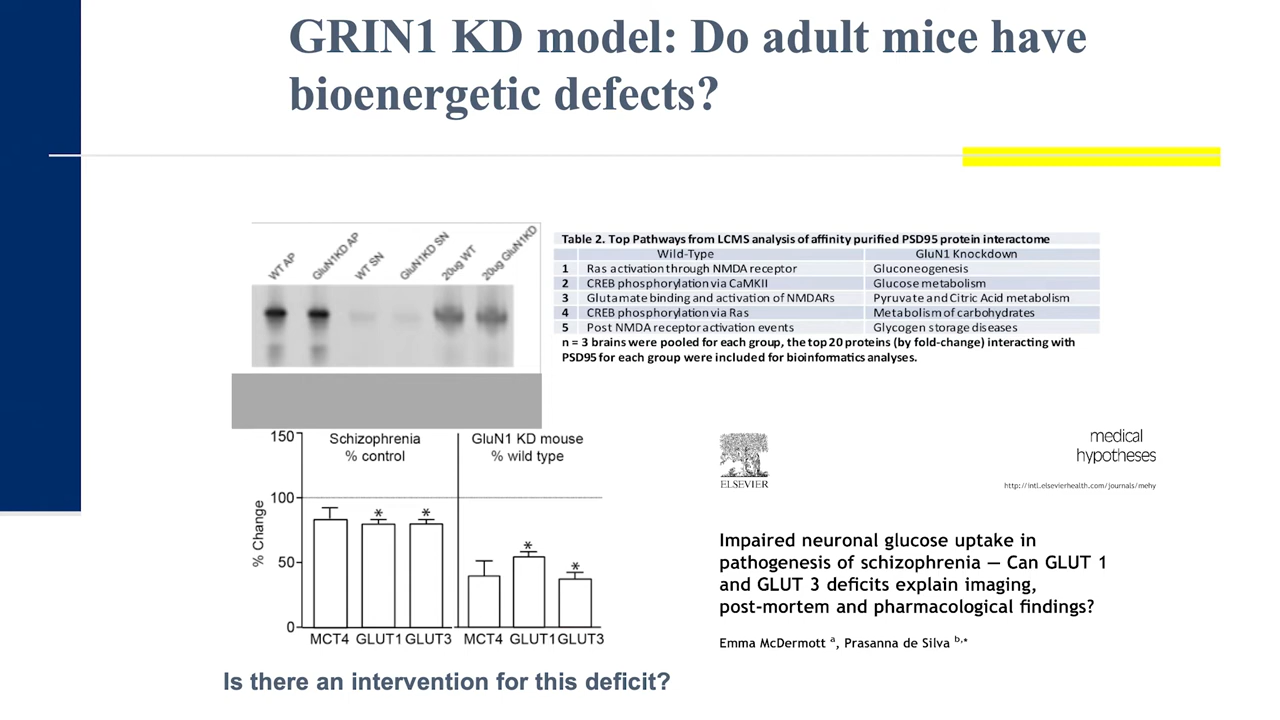 GRIN1 KD model: Do adult mice have
bioenergetic defects?
WT AP
GluN1KD AP
WT SN
GluN1KD SN
20ug WT
20ug GluN1KD
Table 2. Top Pathways from LCMS analysis of affinity purified PSD95 protein interactome
Wild-Type GluN1 Knockdown
1 Ras activation through NMDA receptor Gluconeogenesis
2 CREB phosphorylation via CaMKII Glucose metabolism
3 Glutamate binding and activation of NMDARs Pyruvate and Citric Acid metabolism
4 CREB phosphorylation via Ras Metabolism of carbohydrates
5 Post NMDA receptor activation events Glycogen storage diseases
n = 3 brains were pooled for each group, the top 20 proteins (by fold-change) interacting with
PSD95 for each group were included for bioinformatics analyses.
150
100
50
0
% Change
Schizophrenia
% control
GluN1 KD mouse
% wild type
* *
* *
MCT4 GLUT1 GLUT3 MCT4 GLUT1 GLUT3
ELSEVIER
medical
hypotheses
http://intl.elsevierhealth.com/journals/mehy
Impaired neuronal glucose uptake in
pathogenesis of schizophrenia — Can GLUT 1
and GLUT 3 deficits explain imaging,
post-mortem and pharmacological findings?
Emma McDermott a, Prasanna de Silva b,*
Is there an intervention for this deficit?